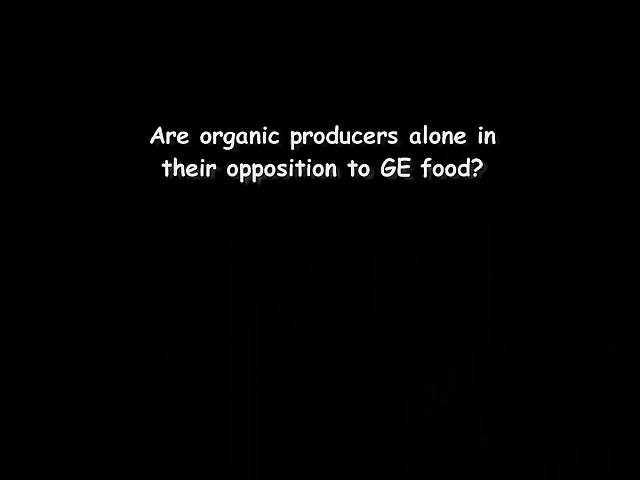 Are organic producers alone in
their opposition to GE food?